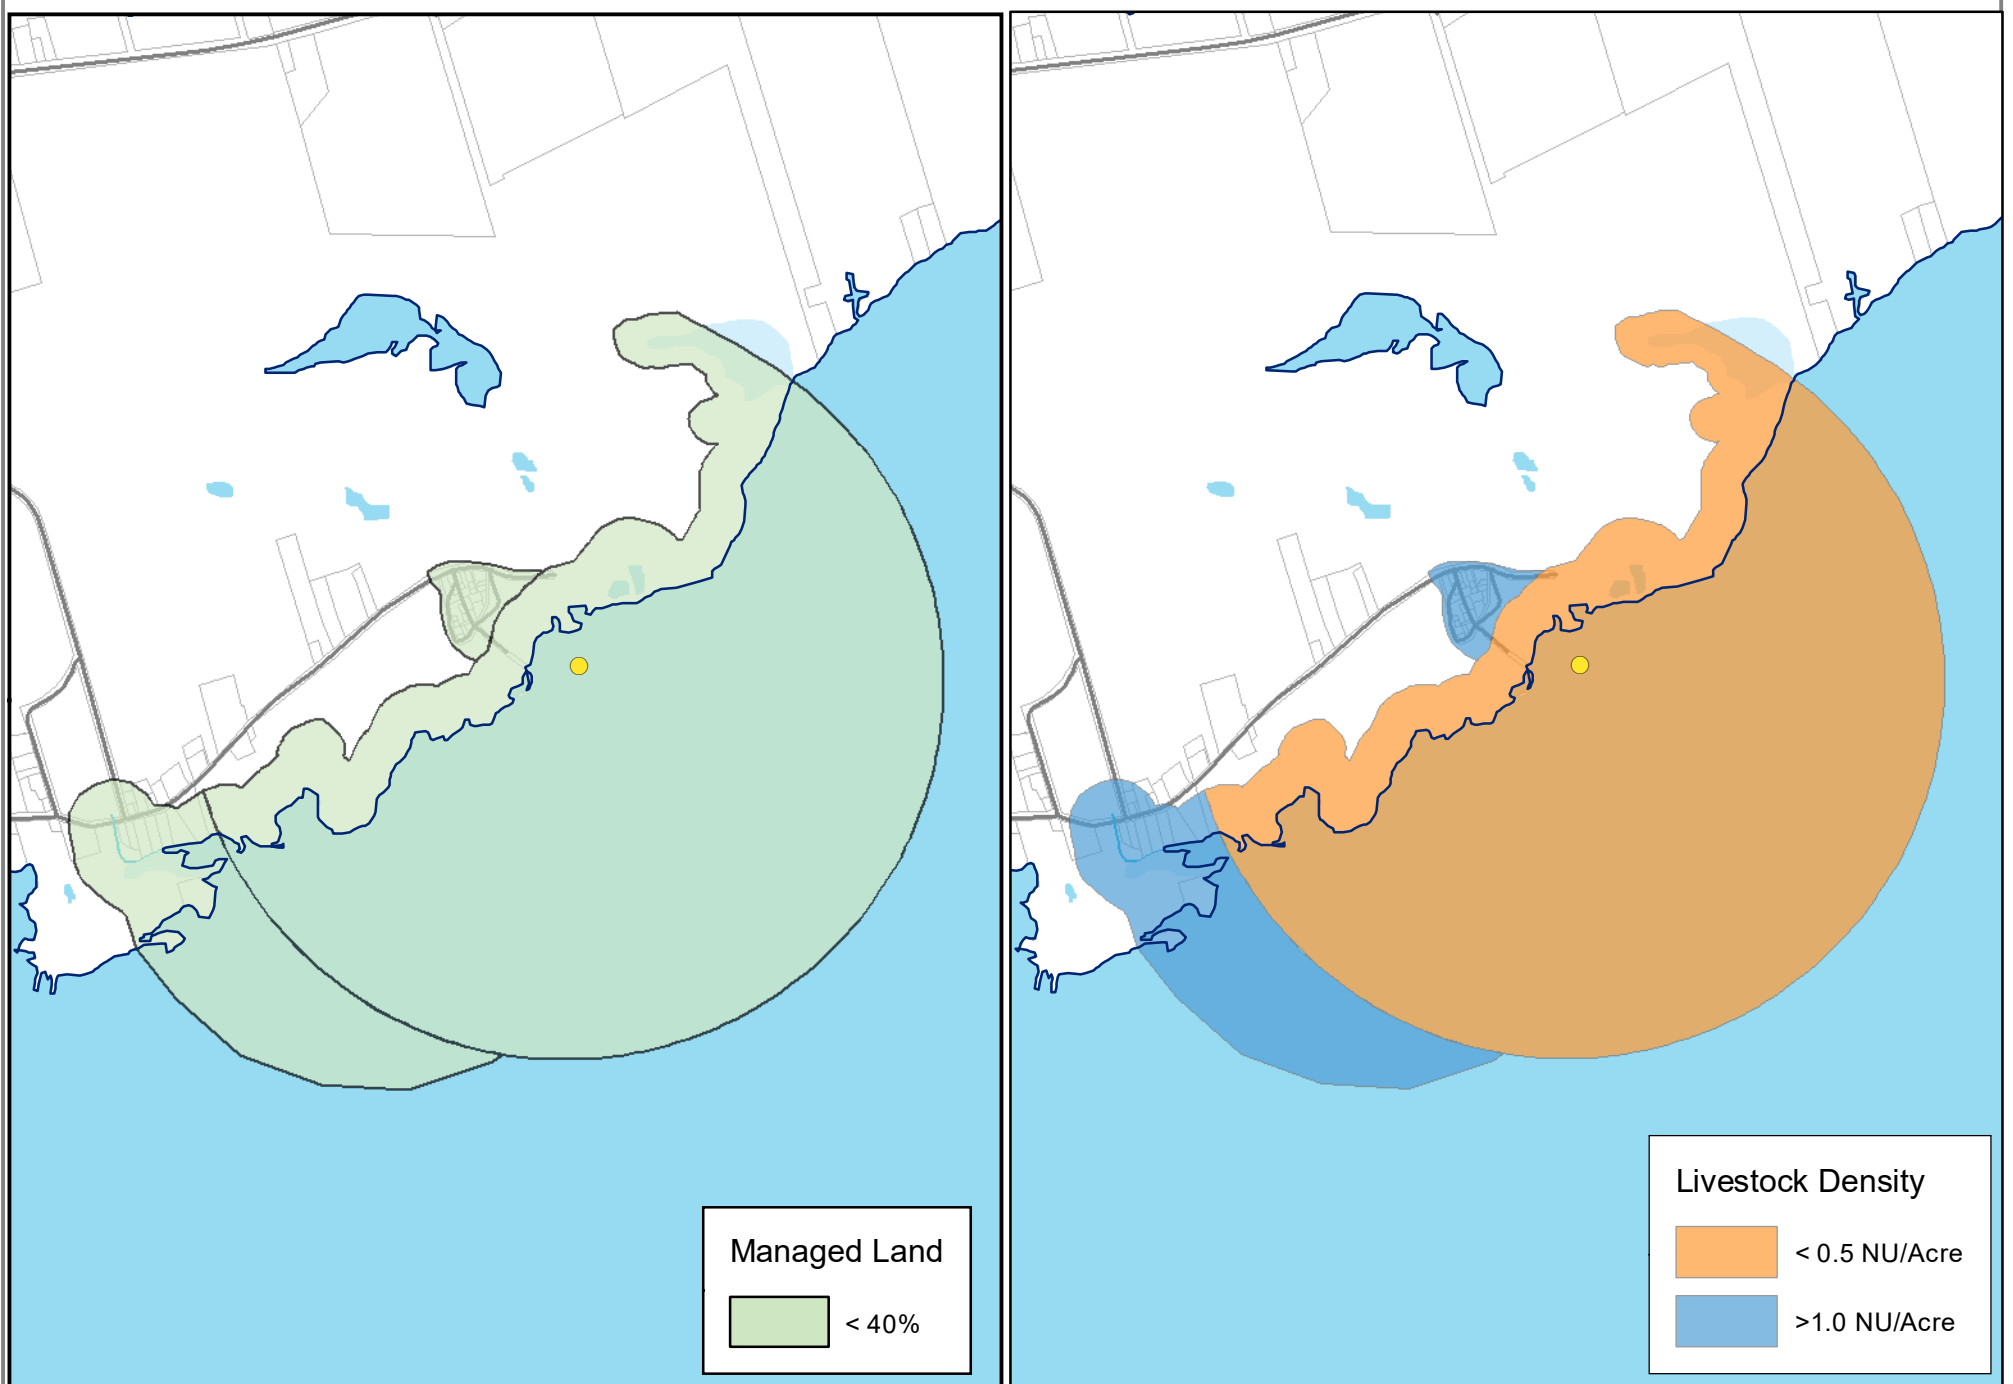 Managed Land
< 40%
Livestock Density
< 0.5 NU/Acre
>1.0 NU/Acre